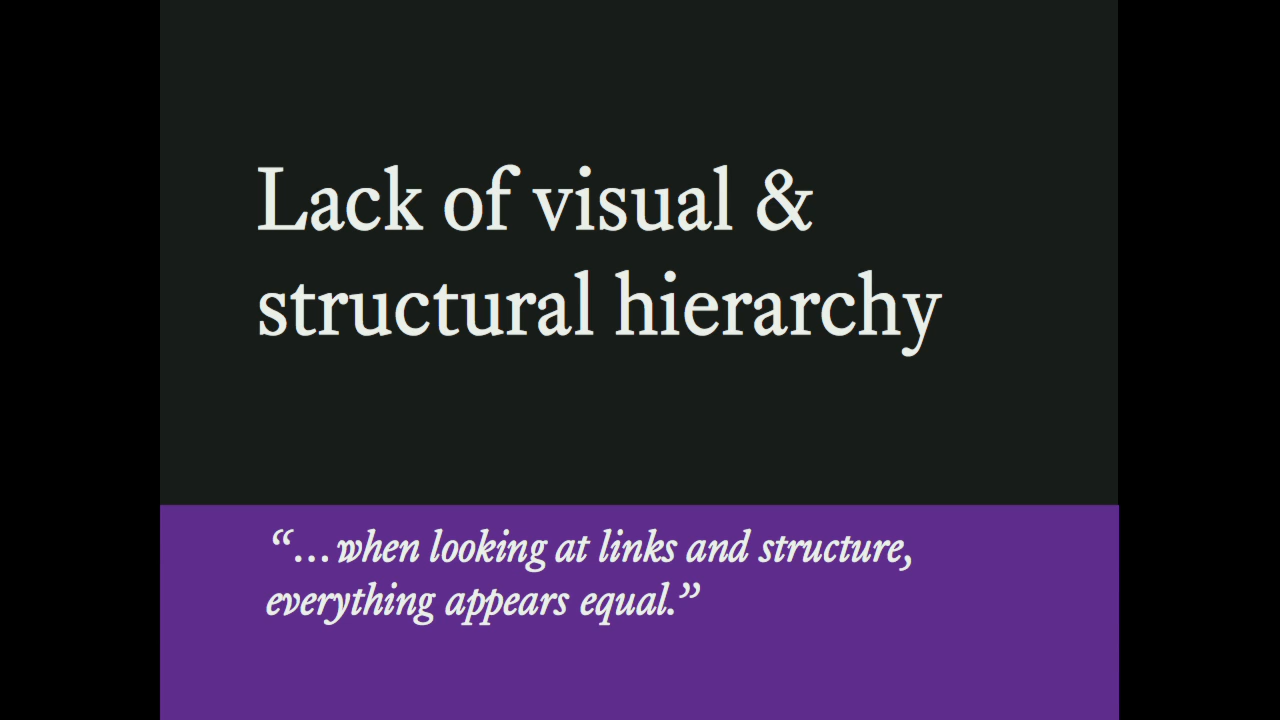 Lack of visual &
structural hierarchy
“…when looking at links and structure,
everything appears equal.”